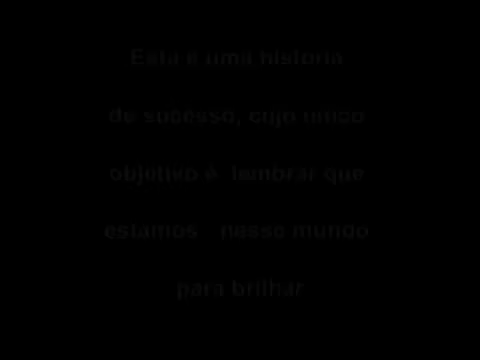 Esta é uma história
de sucesso, cujo único
objetivo é lembrar que
estamos nesse mundo
para brilhar